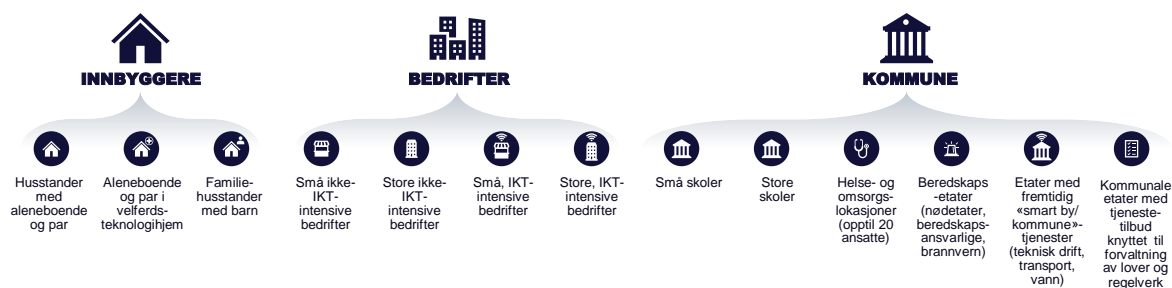 INNBYGGERE
BEDRIFTER
KOMMUNE
Husstander
med
aleneboende
og par
Aleneboende
og par i
velferds-
teknologihjem
Familie-
husstander
med barn
Små ikke-
IKT-
intensive
bedrifter
Store ikke-
IKT-
intensive
bedrifter
Små, IKT-
intensive
bedrifter
Store, IKT-
intensive
bedrifter
Små skoler
Store
skoler
Helse- og
omsorgs-
lokasjoner
(opptil 20
ansatte)
Beredskaps
-etater
(nødetater,
beredskaps-
ansvarlige,
brannvern)
Etater med
fremtidig
«smart by/
kommune»-
tjenester
(teknisk drift,
transport,
vann)
Kommunale
etater med
tjeneste-
tilbud
knyttet til
forvaltning
av lover og
regelverk